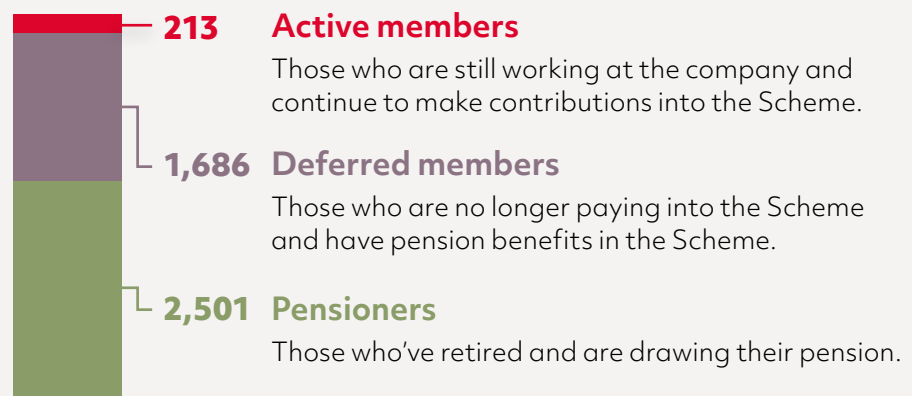 213 Active members
Those who are still working at the company and
continue to make contributions into the Scheme.
1,686 Deferred members
Those who are no longer paying into the Scheme
and have pension benefits in the Scheme.
2,501 Pensioners
Those who've retired and are drawing their pension.